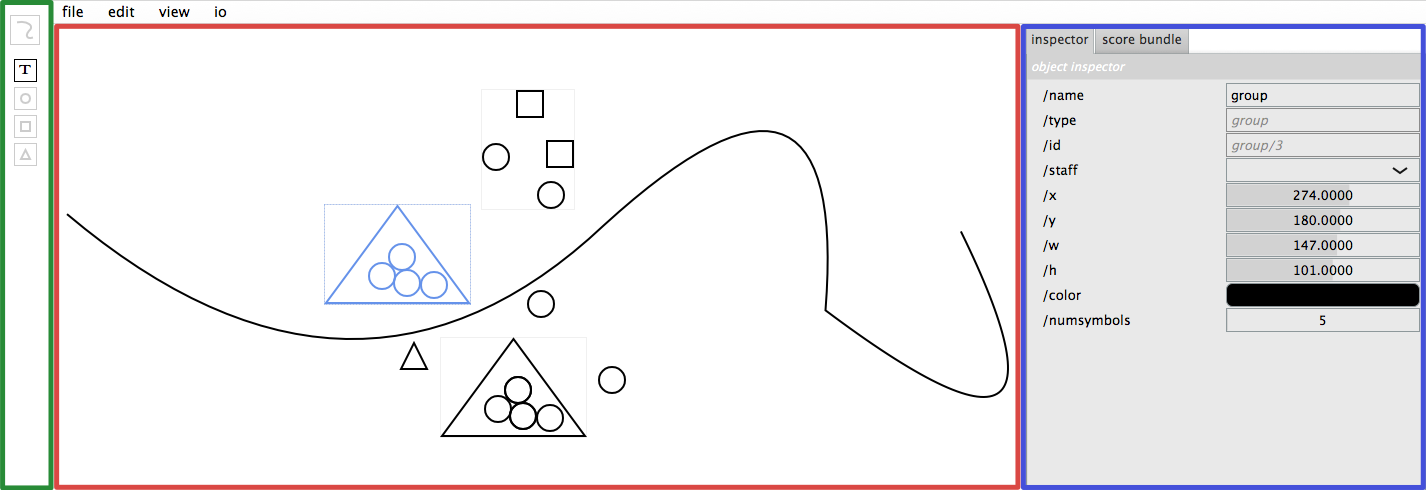 file edit view io
T
inspector score bundle
object inspector
/name group
/type group
/id group/3
/staff
/x 274.0000
/y 180.0000
/w 147.0000
/h 101.0000
/color
/numsymbols 5